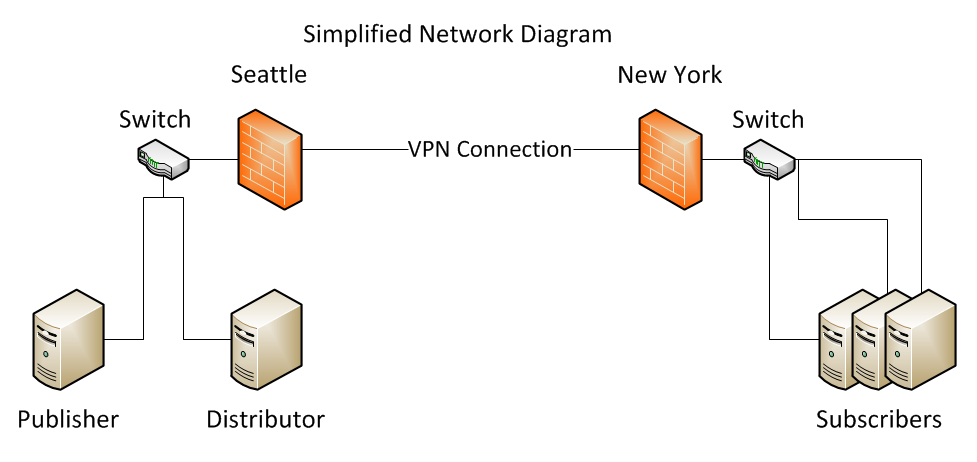 Simplified Network Diagram
Seattle
New York
Switch
Switch
VPN Connection
Publisher
Distributor
Subscribers